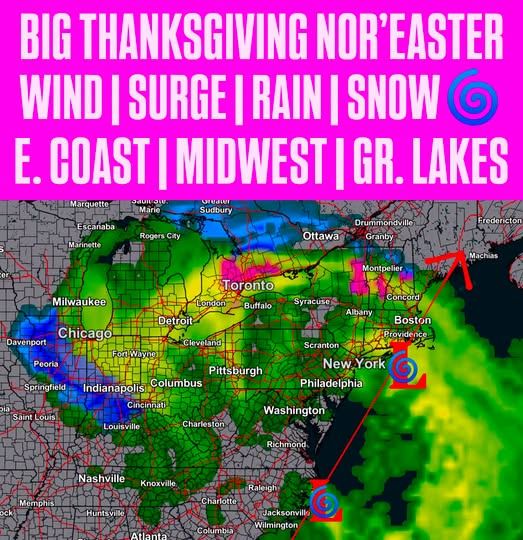 BIG THANKSGIVING NOR'EASTER
WIND | SURGE | RAIN | SNOW
E. COAST | MIDWEST | GR. LAKES
Marquette
Sault Ste. Marie
Greater Sudbury
Escanaba
Rogers City
Marinette
Ottawa
Drummondville
Granby
Fredericton
Machias
Montpelier
Toronto
London
Buffalo
Syracuse
Concord
Albany
Boston
Milwaukee
Detroit
Chicago
Cleveland
Scranton
Providence
Davenport
Fort-Wayne
New York
Peoria
Pittsburgh
Philadelphia
Springfield
Indianapolis
Columbus
Cincinnati
Washington
Saint Louis
Louisville
Charleston
Richmond
Nashville
Knoxville
Raleigh
Memphis
Huntsville
Charlotte
Jacksonville
Columbia
Wilmington
Atlanta